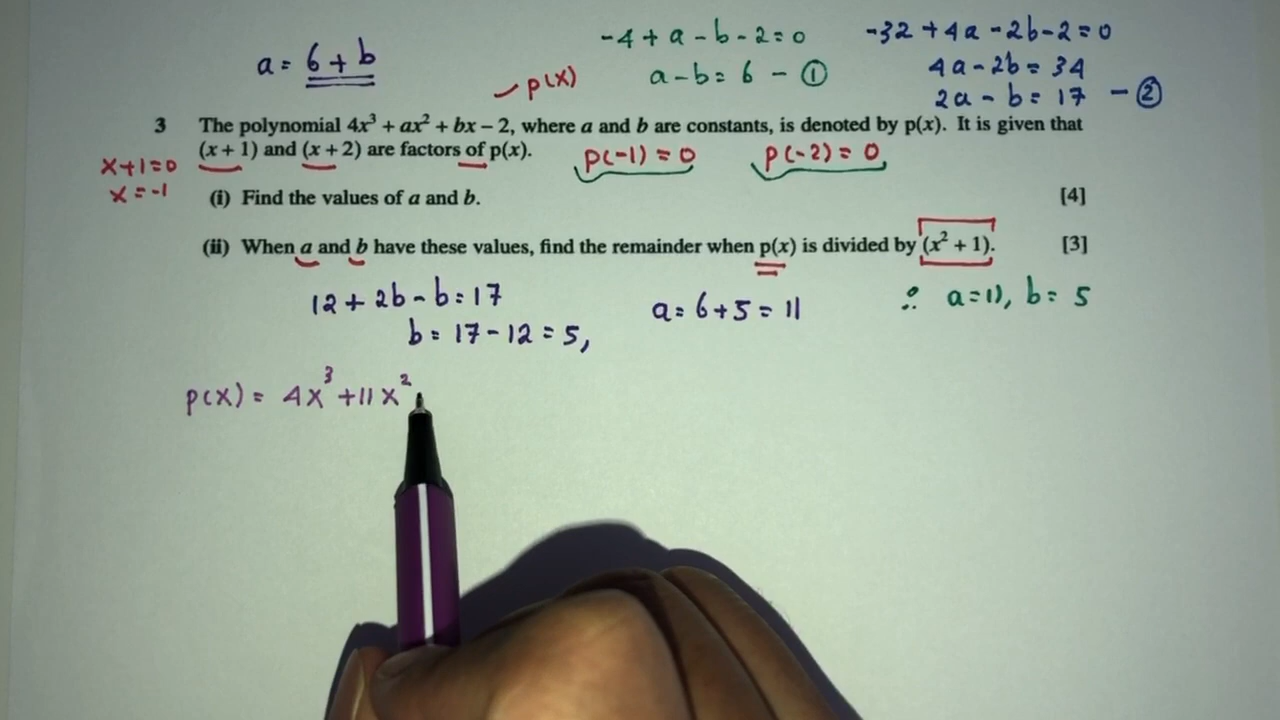 -4 + a - b - 2 = 0
-32 + 4a - 2b - 2 = 0
a = 6 + b
p(x)
a - b = 6 - ①
4a - 2b = 34
2a - b = 17 - ②
3 The polynomial 4x³ + ax² + bx – 2, where a and b are constants, is denoted by p(x). It is given that
(x + 1) and (x + 2) are factors of p(x).
p(-1) = 0
p(-2) = 0
x+1=0
x = -1
(i) Find the values of a and b. [4]
(ii) When a and b have these values, find the remainder when p(x) is divided by (x² + 1). [3]
12 + 2b - b = 17
b = 17 - 12 = 5,
a = 6 + 5 = 11
∴ a = 11, b = 5
p(x) = 4x³ + 11x²